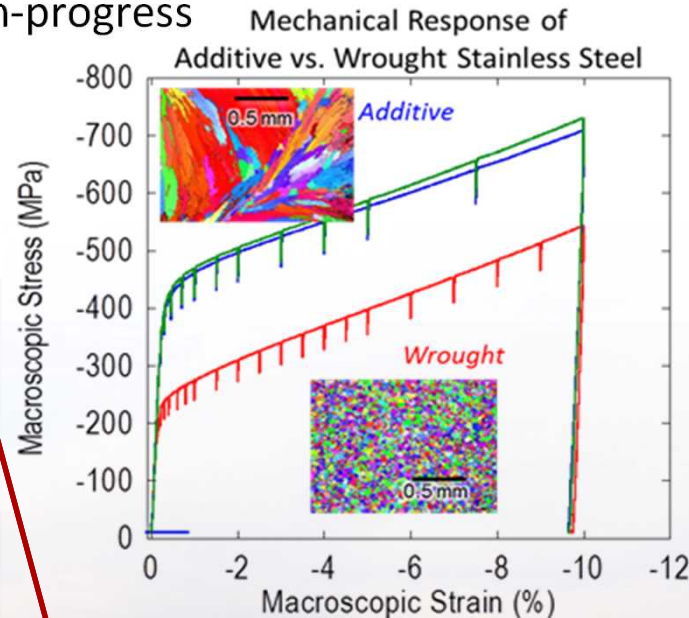 n-progress
Mechanical Response of
Additive vs. Wrought Stainless Steel
-800
-700
-600
-500
-400
-300
-200
-100
0
Macroscopic Stress (MPa)
0.5 mm
Additive
Wrought
0.5 mm
0 -2 -4 -6 -8 -10 -12
Macroscopic Strain (%)